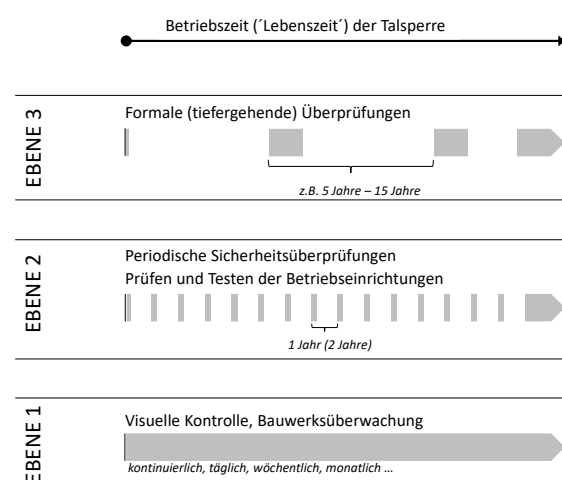 Betriebszeit (´Lebenszeit´) der Talsperre
EBENE 3
Formale (tiefergehende) Überprüfungen
z.B. 5 Jahre – 15 Jahre
EBENE 2
Periodische Sicherheitsüberprüfungen
Prüfen und Testen der Betriebseinrichtungen
1 Jahr (2 Jahre)
EBENE 1
Visuelle Kontrolle, Bauwerksüberwachung
kontinuierlich, täglich, wöchentlich, monatlich ...